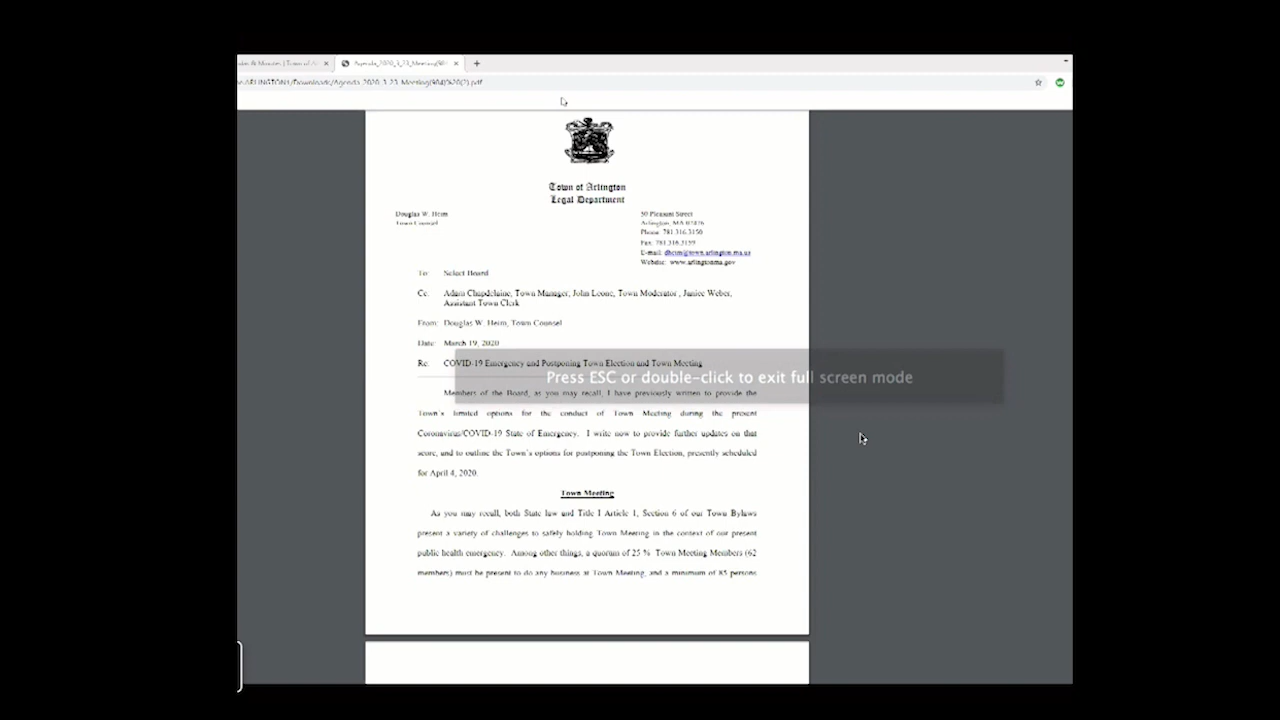 Agenda_2020_3_23_Meeting(984
Town of Arlington
Legal Department
Douglas W. Heim
Town Counsel
50 Pleasant Street
Arlington, MA 02476
Phone: 781.316.3150
Fax: 781.316.3159
E-mail: dheim@town.arlington.ma.us
Website: www.arlingtonma.gov
To: Select Board
Cc: Adam Chapdelaine, Town Manager, John Leone, Town Moderator , Janice Weber,
Assistant Town Clerk
From: Douglas W. Heim, Town Counsel
Date: March 19, 2020
Re: COVID-19 Emergency and Postponing Town Election and Town Meeting
Press ESC or double-click to exit full screen mode
Members of the Board, as you may recall, I have previously written to provide the
Town's limited options for the conduct of Town Meeting during the present
Coronavirus/COVID-19 State of Emergency. I write now to provide further updates on that
score, and to outline the Town's options for postponing the Town Election, presently scheduled
for April 4, 2020.
Town Meeting
As you may recall, both State law and Title I Article 1, Section 6 of our Town Bylaws
present a variety of challenges to safely holding Town Meeting in the context of our present
public health emergency. Among other things, a quorum of 25 % Town Meeting Members (62
members) must be present to do any business at Town Meeting, and a minimum of 85 persons